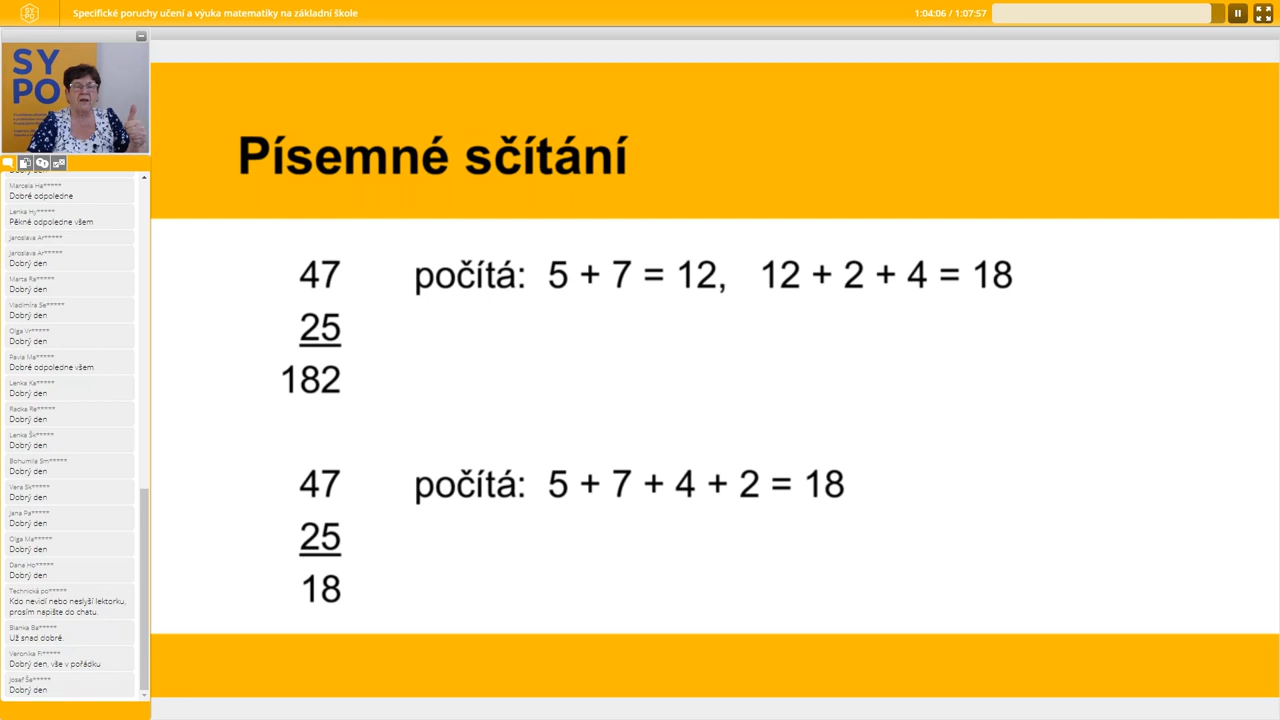 Specifické poruchy učení a výuka matematiky na základní škole
1:04:06 / 1:07:57
SY
PO
Marcela Ha*****
Dobré odpoledne
Lenka Hy*****
Pěkné odpoledne všem
Jaroslava Ar*****
Jaroslava Ar*****
Dobrý den
Marta Ra*****
Dobrý den
Vladimíra Se*****
Dobrý den
Olga Vr*****
Dobrý den
Pavla Ma*****
Dobré odpoledne všem
Lenka Ka*****
Dobrý den
Radka Re*****
Dobrý den
Lenka Šk*****
Dobrý den
Bohumila Sm*****
Dobrý den
Vera Sk*****
Dobrý den
Jana Pa*****
Dobrý den
Olga Ma*****
Dobrý den
Dana Ho*****
Dobrý den
Technická po*****
Kdo nevidí nebo neslyší lektorku,
prosím napište do chatu.
Blanka Ba*****
Už snad dobré.
Veronika Fi*****
Dobrý den, vše v pořádku
Josef Še*****
Dobrý den
Písemné sčítání
47 počítá: 5 + 7 = 12, 12 + 2 + 4 = 18
25
182
47 počítá: 5 + 7 + 4 + 2 = 18
25
18